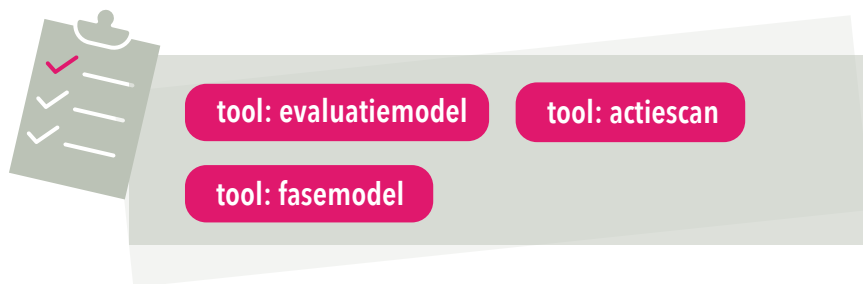 tool: evaluatiemodel
tool: actiescan
tool: fasemodel